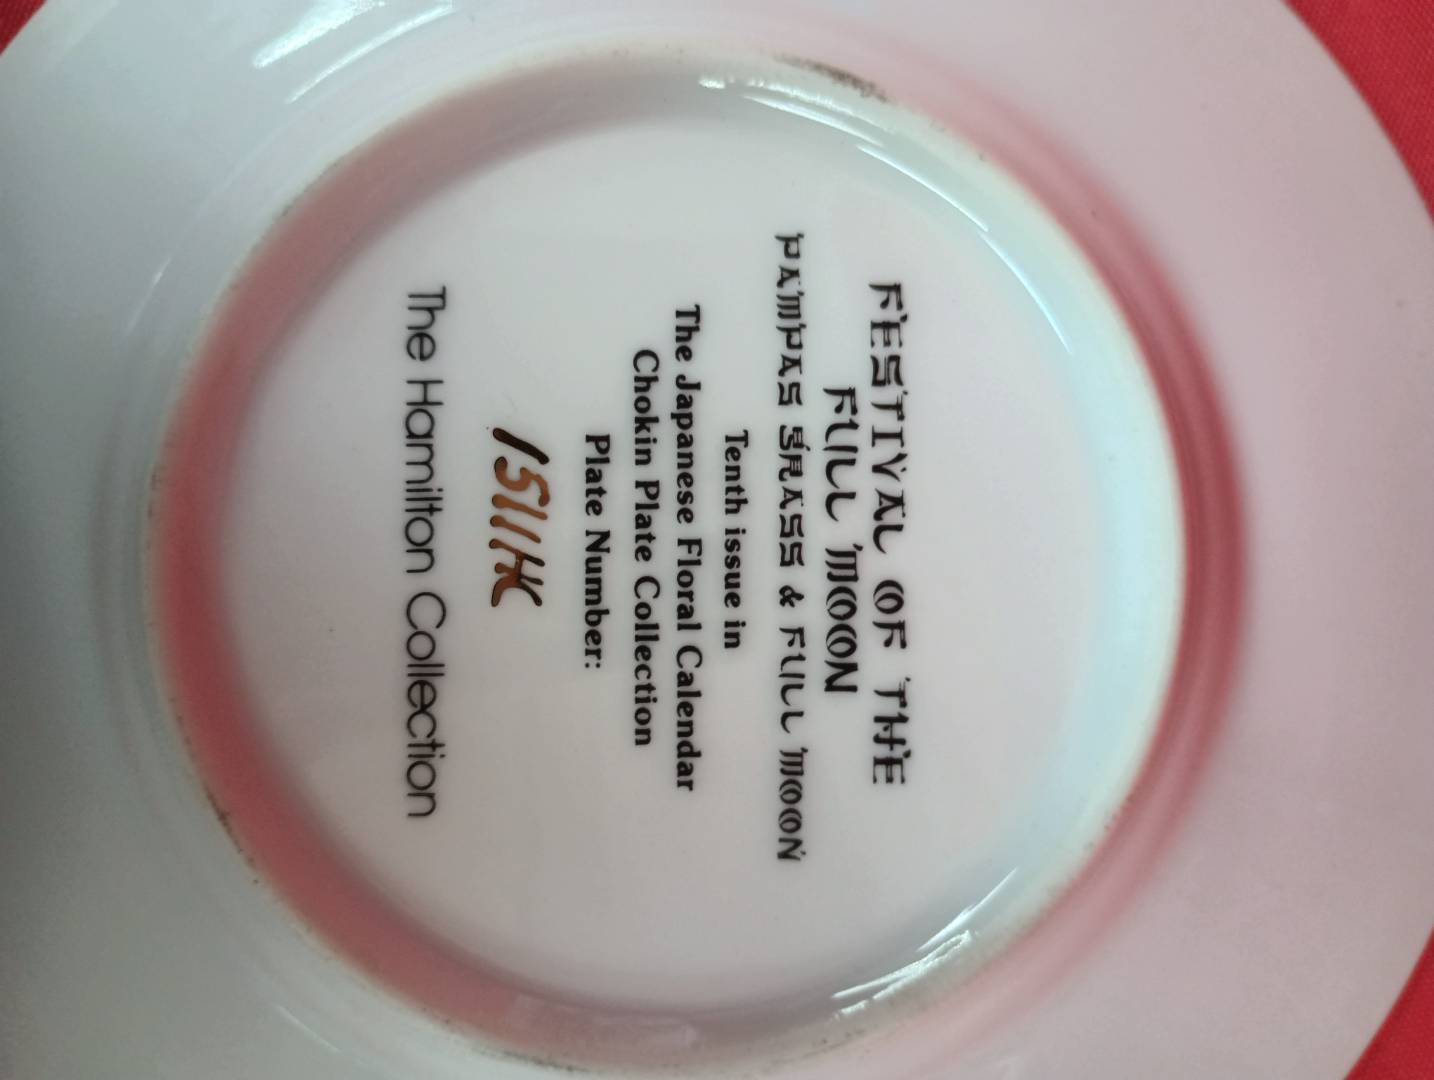 FESTIVAL OF THE
FULL MOON
PAMPAS GRASS & FULL MOON
Tenth issue in
The Japanese Floral Calendar
Chokin Plate Collection
Plate Number:
1511HK
The Hamilton Collection